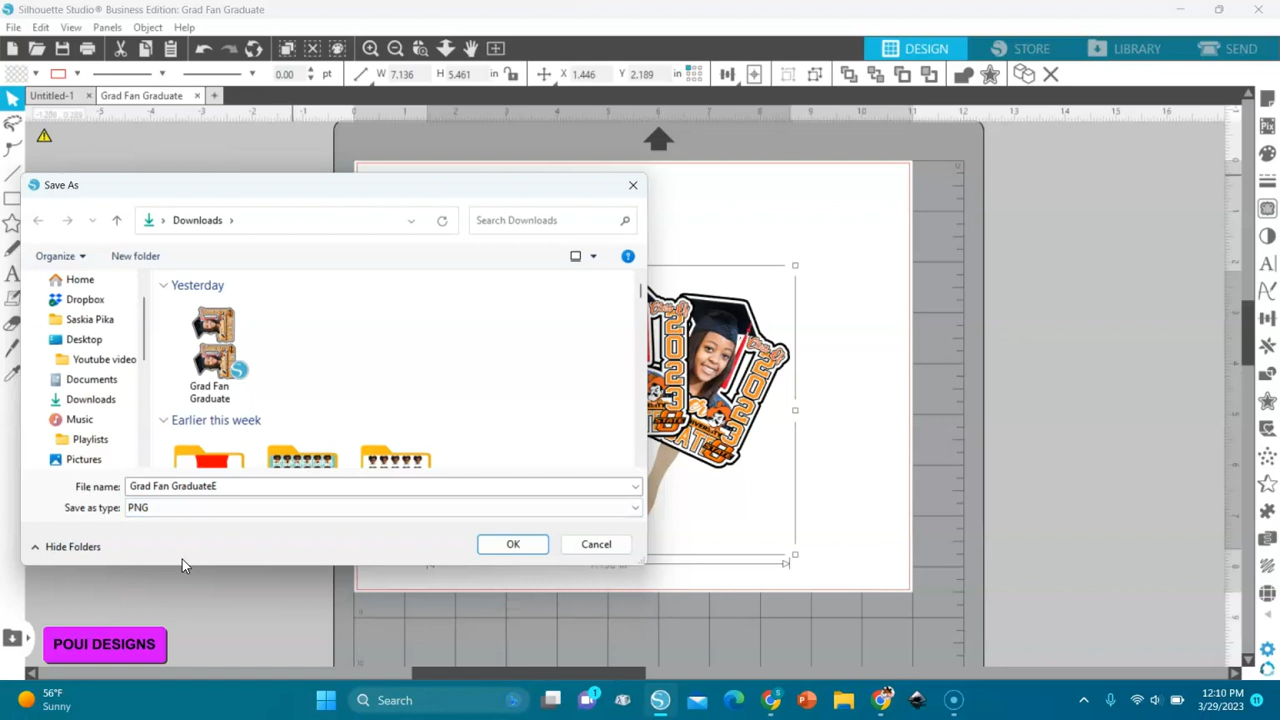 Silhouette Studio® Business Edition: Grad Fan Graduate
File Edit View Panels Object Help
DESIGN STORE LIBRARY SEND
0.00 pt W 7.136 H 5.461 in X 1.446 Y 2.189 in
Untitled-1 Grad Fan Graduate
Save As
Downloads
Search Downloads
Organize New folder
Home
Dropbox
Saskia Pika
Desktop
Youtube video
Documents
Downloads
Music
Playlists
Pictures
Yesterday
Grad Fan
Graduate
Earlier this week
File name: Grad Fan GraduateE
Save as type: PNG
Hide Folders
OK Cancel
2023
2023
STATE
POUI DESIGNS
56°F
Sunny
Search
12:10 PM
3/29/2023